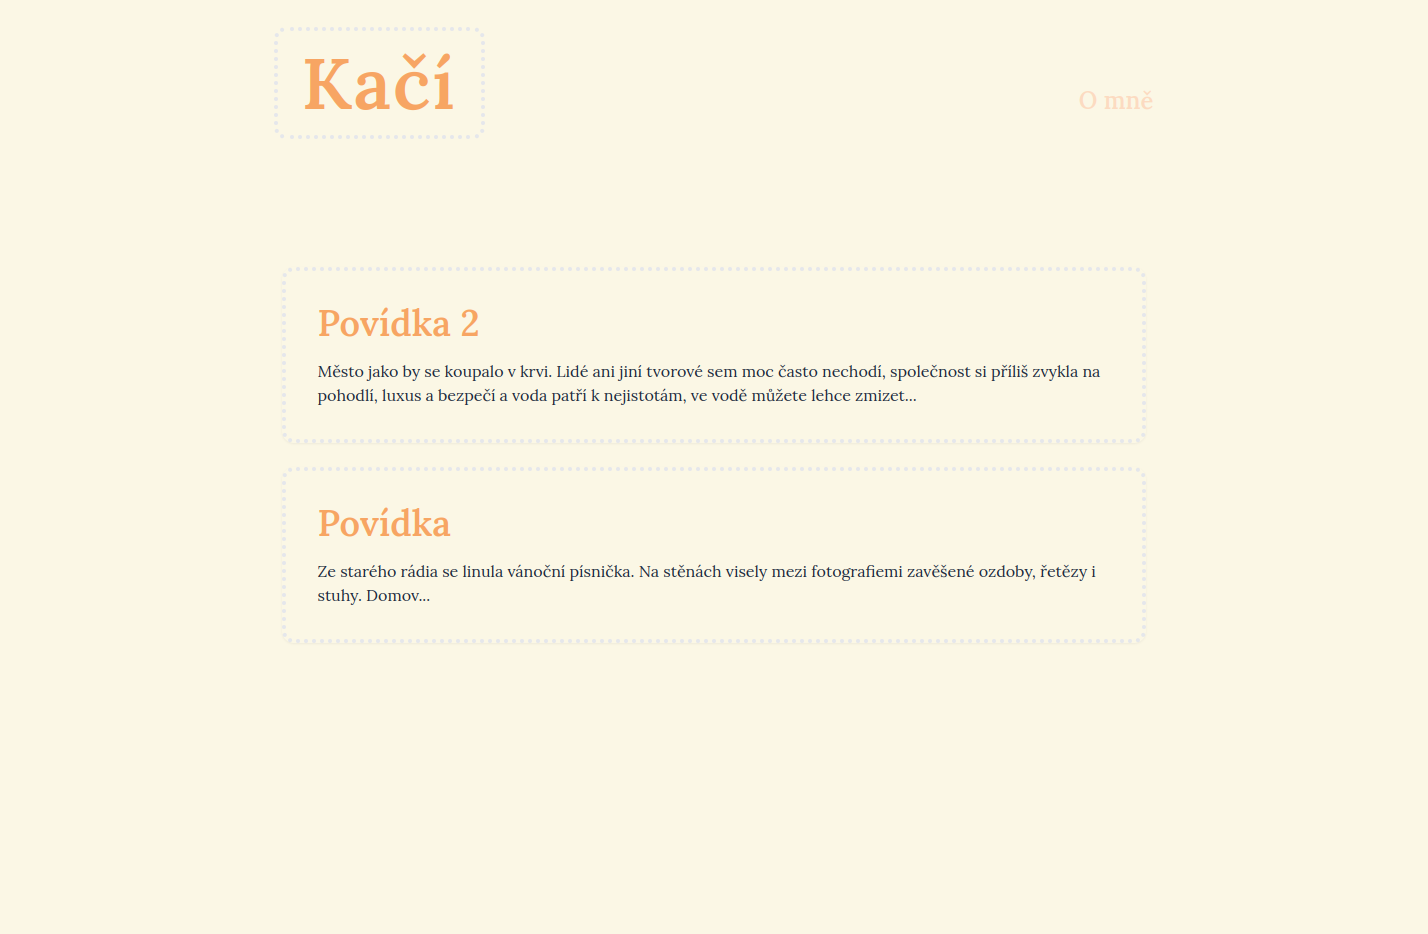 Kačí
O mně
Povídka 2
Město jako by se koupalo v krvi. Lidé ani jiní tvorové sem moc často nechodí, společnost si příliš zvykla na
pohodlí, luxus a bezpečí a voda patří k nejistotám, ve vodě můžete lehce zmizet...
Povídka
Ze starého rádia se linula vánoční písnička. Na stěnách visely mezi fotografiemi zavěšené ozdoby, řetězy i
stuhy. Domov...